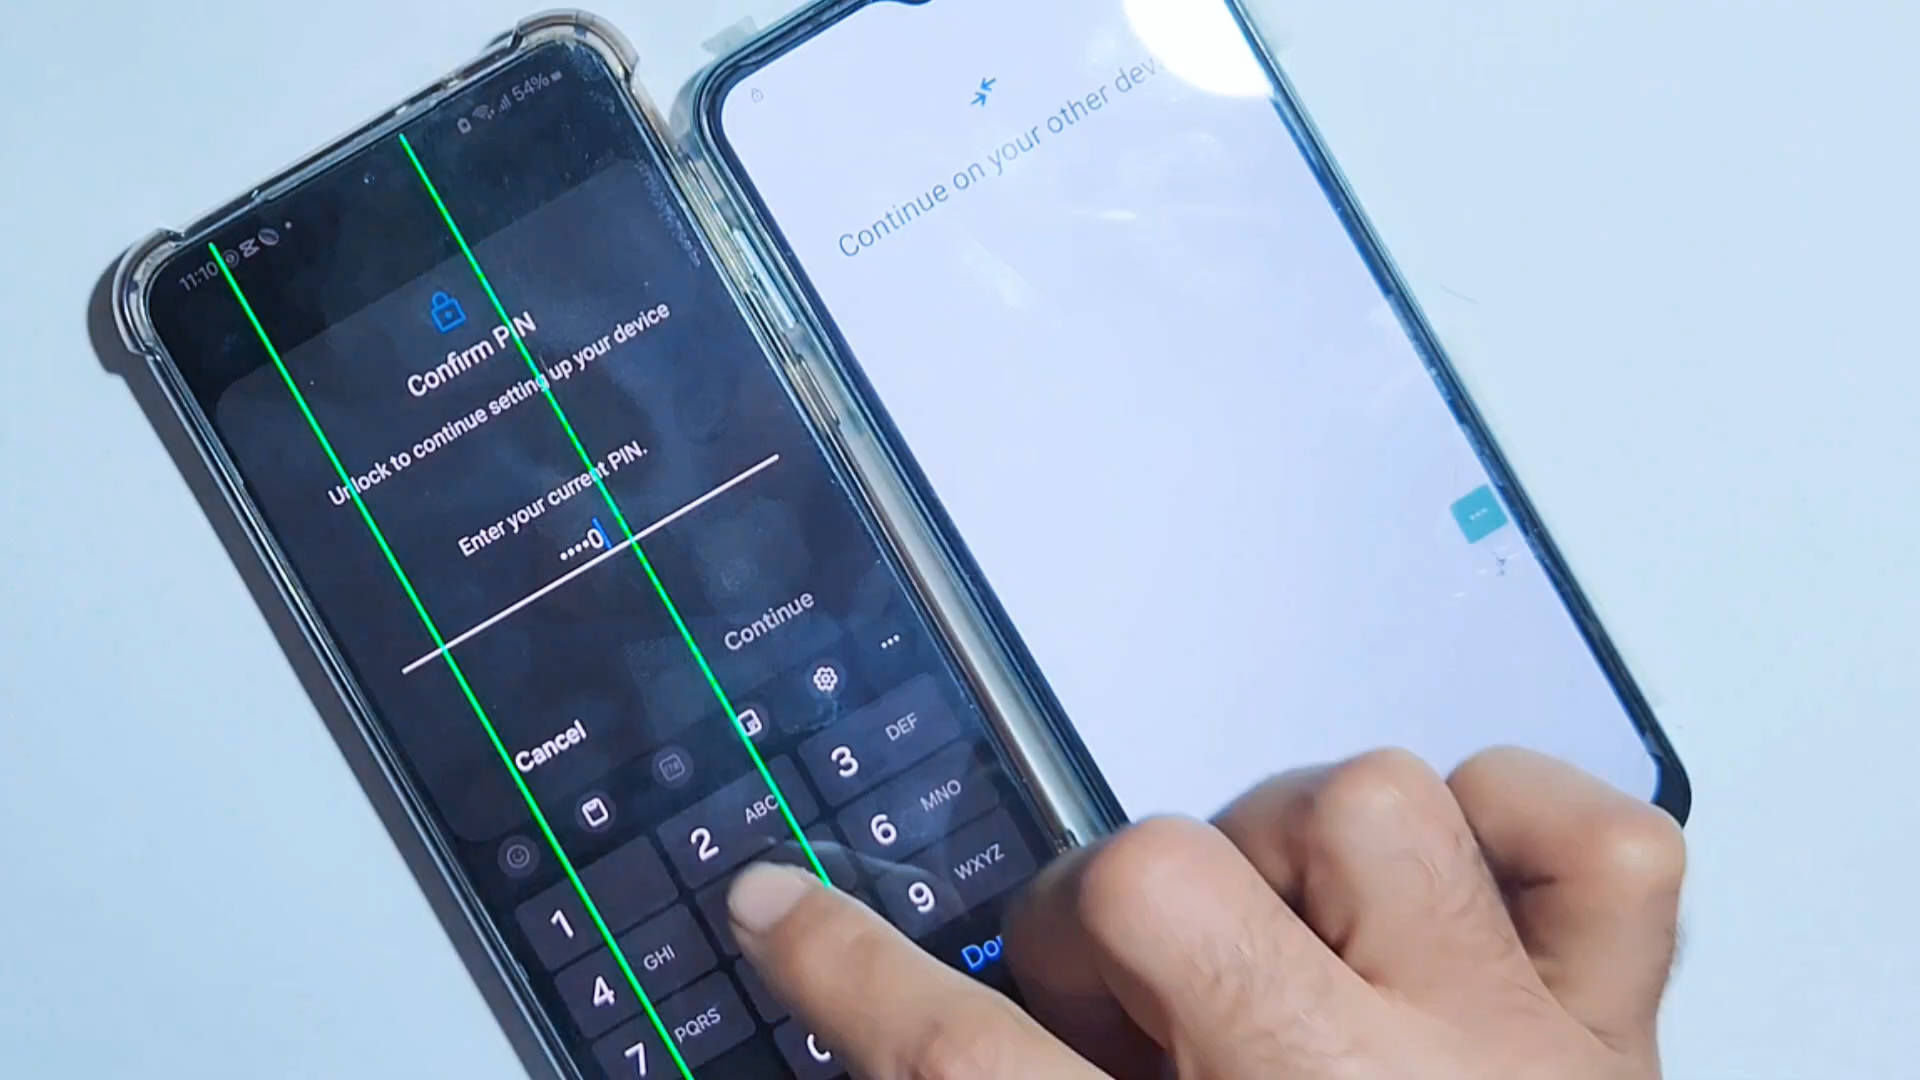 11:10
54%
Confirm PIN
Unlock to continue setting up your device
Enter your current PIN.
••••0
Cancel
Continue
1
2 ABC
3 DEF
4 GHI
6 MNO
7 PQRS
9 WXYZ
Continue on your other